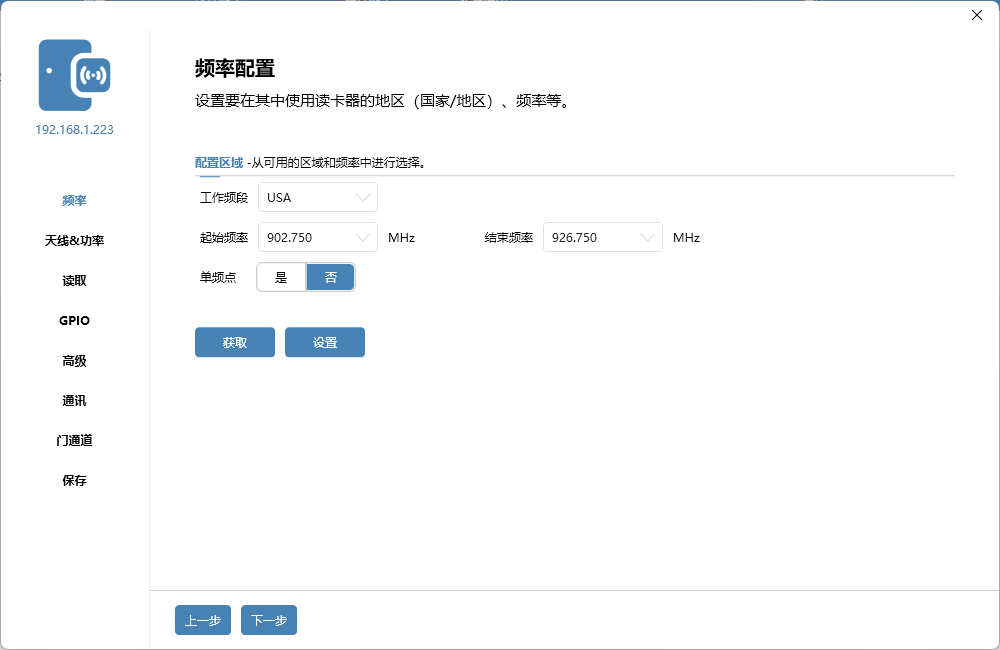 192.168.1.223
频率
天线&功率
读取
GPIO
高级
通讯
门通道
保存
频率配置
设置要在其中使用读卡器的地区（国家/地区）、频率等。
配置区域 -从可用的区域和频率中进行选择。
工作频段 USA
起始频率 902.750 MHz 结束频率 926.750 MHz
单频点 是 否
获取 设置
上一步 下一步